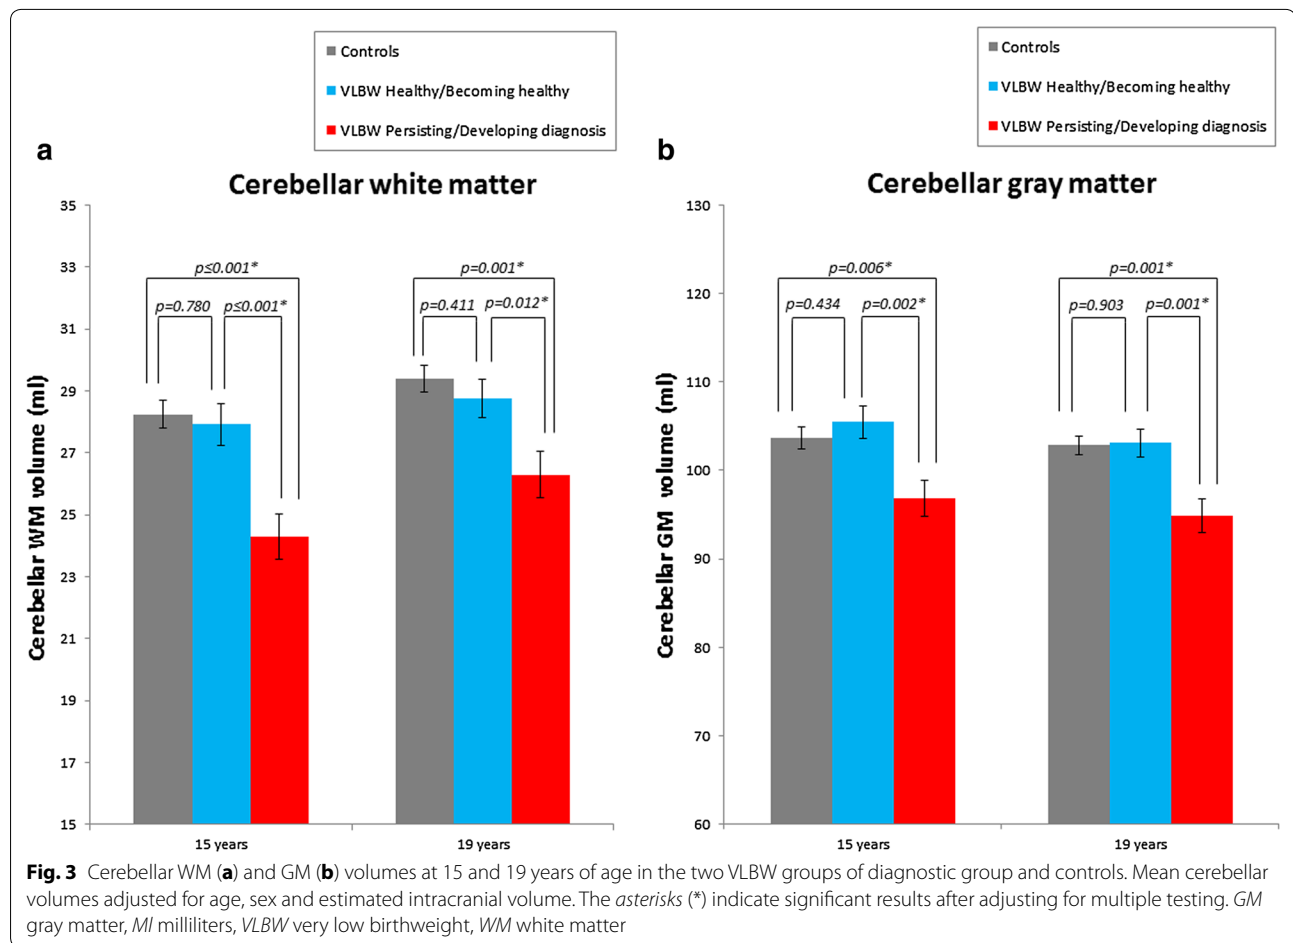 Controls
VLBW Healthy/Becoming healthy
VLBW Persisting/Developing diagnosis
a
Cerebellar white matter
35
33
31
29
27
25
23
21
19
17
15
Cerebellar WM volume (ml)
p≤0.001*
p=0.780
p≤0.001*
p=0.001*
p=0.411
p=0.012*
15 years
19 years
Controls
VLBW Healthy/Becoming healthy
VLBW Persisting/Developing diagnosis
b
Cerebellar gray matter
130
120
110
100
90
80
70
60
Cerebellar GM volume (ml)
p=0.006*
p=0.434
p=0.002*
p=0.001*
p=0.903
p=0.001*
15 years
19 years
Fig. 3 Cerebellar WM (a) and GM (b) volumes at 15 and 19 years of age in the two VLBW groups of diagnostic group and controls. Mean cerebellar
volumes adjusted for age, sex and estimated intracranial volume. The asterisks (*) indicate significant results after adjusting for multiple testing. GM
gray matter, Ml milliliters, VLBW very low birthweight, WM white matter